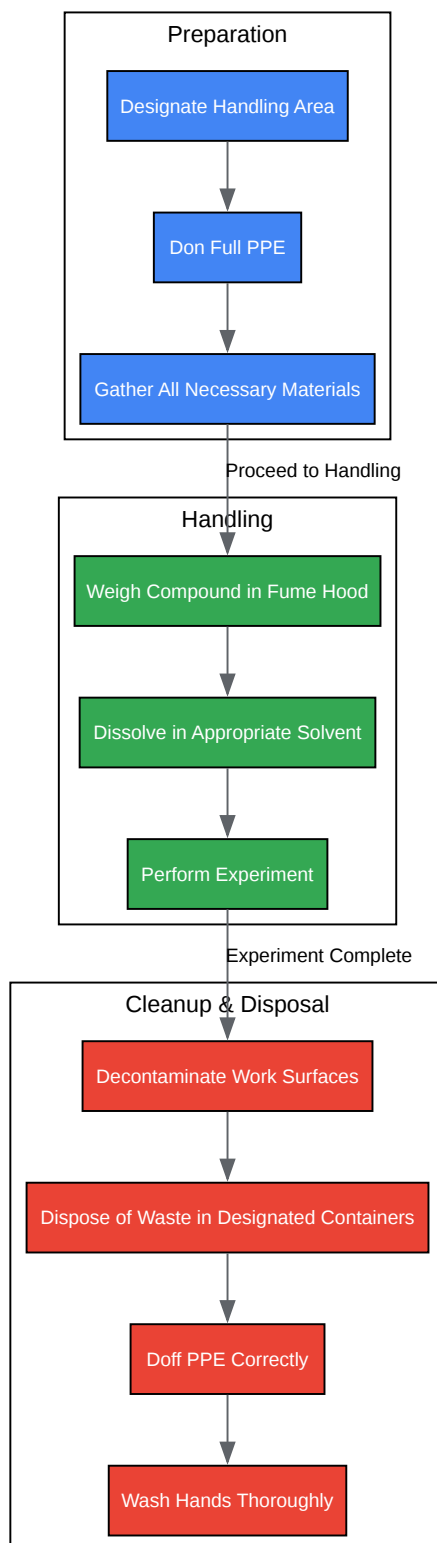 Preparation
Designate Handling Area
Don Full PPE
Gather All Necessary Materials
Proceed to Handling
Handling
Weigh Compound in Fume Hood
Dissolve in Appropriate Solvent
Perform Experiment
Experiment Complete
Cleanup & Disposal
Decontaminate Work Surfaces
Dispose of Waste in Designated Containers
Doff PPE Correctly
Wash Hands Thoroughly